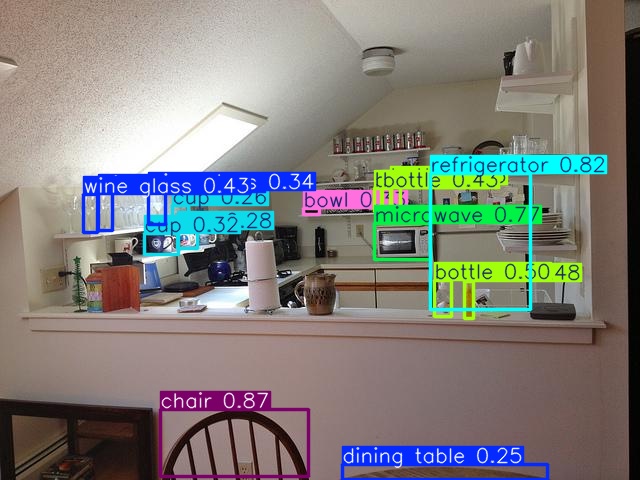 refrigerator 0.82
wine glass 0.43
0.34
bottle 0.43
cup 0.26
bowl 0
microwave 0.77
cup 0.32
.28
bottle 0.50
48
chair 0.87
dining table 0.25